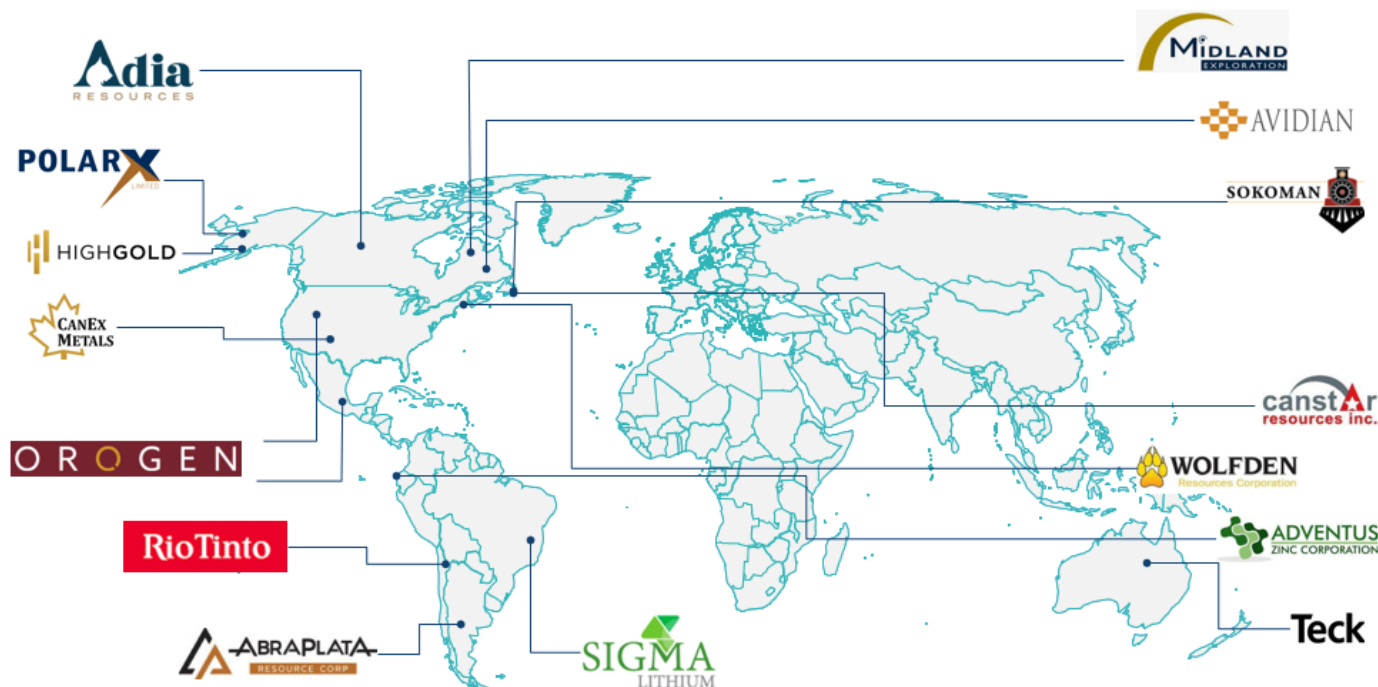 Adia
RESOURCES
MIDLAND
EXPLORATION
AVIDIAN
POLARX
LIMITED
SOKOMAN
HIGHGOLD
CANEX
METALS
canstar
resources inc.
OROGEN
WOLFDEN
Resources Corporation
RioTinto
ADVENTUS
ZINC CORPORATION
Teck
ABRAPLATA
RESOURCE CORP
SIGMA
LITHIUM